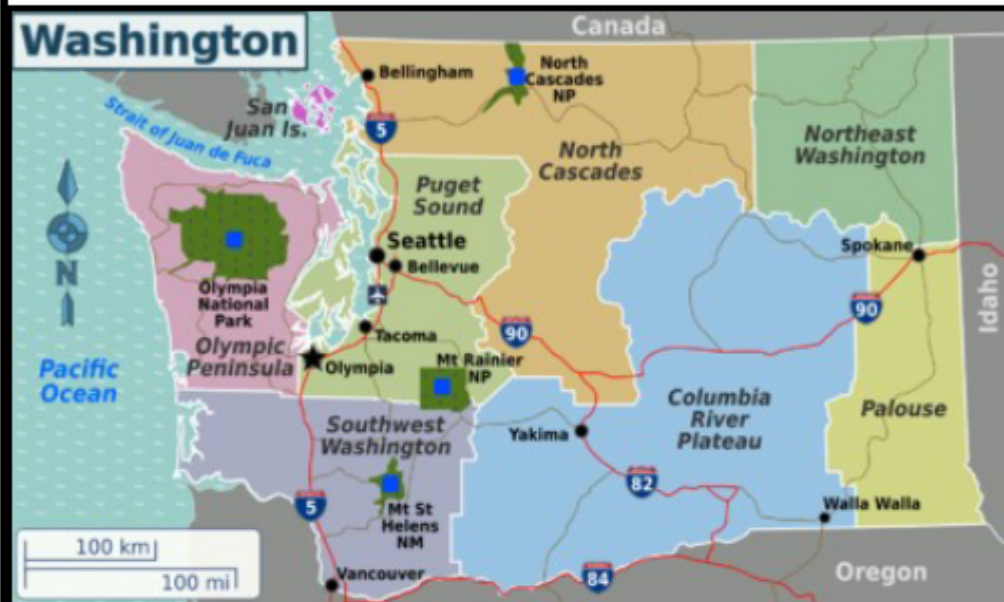 Washington
Canada
Bellingham
North
Cascades
NP
San
Juan Is.
5
Strait of Juan de Fuca
Northeast
Washington
North
Cascades
Puget
Sound
Seattle
Bellevue
Spokane
N
Olympia
National
Park
Idaho
90
90
Tacoma
Olympic
Peninsula
Olympia
Mt Rainier
NP
Pacific
Ocean
Columbia
River
Plateau
Palouse
Southwest
Washington
Yakima
82
5
Mt St
Helens
NM
Walla Walla
100 km
100 mi
Vancouver
84
Oregon